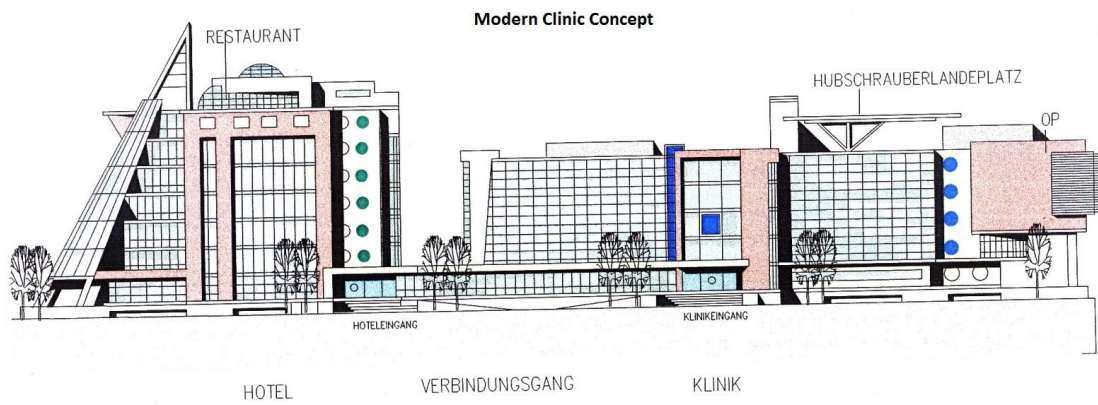 Modern Clinic Concept
RESTAURANT
HUBSCHRAUBERLANDEPLATZ
OP
HOTELEINGANG
KLINIKEINGANG
HOTEL
VERBINDUNGSGANG
KLINIK